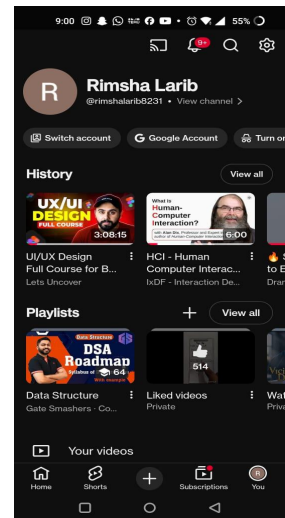 9:00
55%
9+
R
Rimsha Larib
@rimshalarib8231 • View channel >
Switch account
G Google Account
Turn or
History
View all
UX/UI
DESIGN
FULL COURSE
3:08:15
What is
Human-
Computer
Interaction?
6:00
UI/UX Design
Full Course for B...
Lets Uncover
HCI - Human
Computer Interac...
IxDF - Interaction De...
to E
Playlists
+
View all
Data Structure
DSA
Roadmap
64
514
Data Structure
Gate Smashers · Co...
Liked videos
Private
Wat
Priva
Your videos
Home
Shorts
+
Subscriptions
R
You